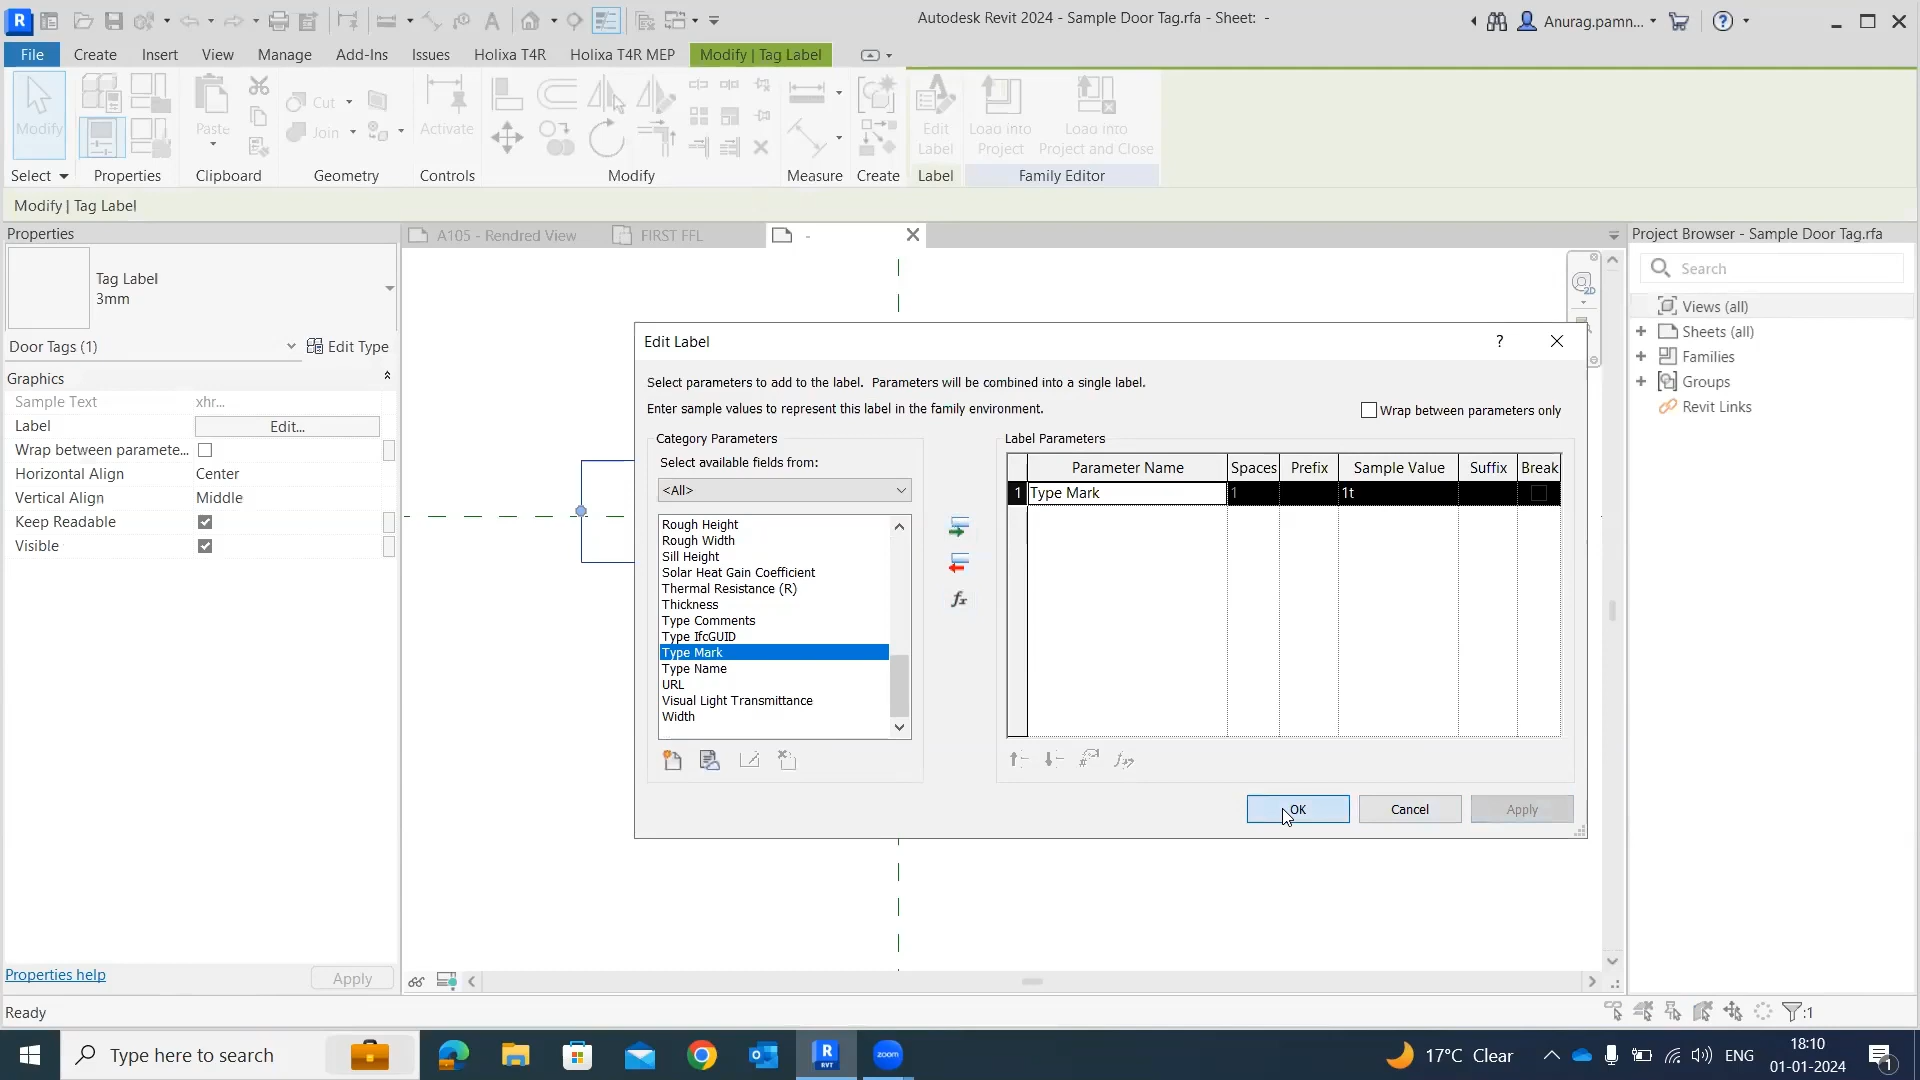 Autodesk Revit 2024 - Sample Door Tag.rfa - Sheet: -
Anurag.pamn...
File Create Insert View Manage Add-Ins Issues Holixa T4R Holixa T4R MEP Modify | Tag Label
Modify
Paste
Cut
Join
Activate
Edit
Label
Load into
Project
Load into
Project and Close
Select Properties Clipboard Geometry Controls Modify Measure Create Label Family Editor
Modify | Tag Label
Properties
A105 - Rendred View
FIRST FFL
-
Project Browser - Sample Door Tag.rfa
Tag Label
3mm
Search
Door Tags (1)
Edit Type
Graphics
Sample Text xhr...
Label Edit...
Wrap between paramete...
Horizontal Align Center
Vertical Align Middle
Keep Readable
Visible
Views (all)
Sheets (all)
Families
Groups
Revit Links
2D
Edit Label
?
Select parameters to add to the label. Parameters will be combined into a single label.
Enter sample values to represent this label in the family environment.
Wrap between parameters only
Category Parameters
Select available fields from:
<All>
Rough Height
Rough Width
Sill Height
Solar Heat Gain Coefficient
Thermal Resistance (R)
Thickness
Type Comments
Type IfcGUID
Type Mark
Type Name
URL
Visual Light Transmittance
Width
fx
Label Parameters
Parameter Name Spaces Prefix Sample Value Suffix Break
1 Type Mark 1 1t
OK
Cancel
Apply
Properties help
Apply
Ready
:1
Type here to search
R
RVT
zoom
17°C Clear
ENG
18:10
01-01-2024
1